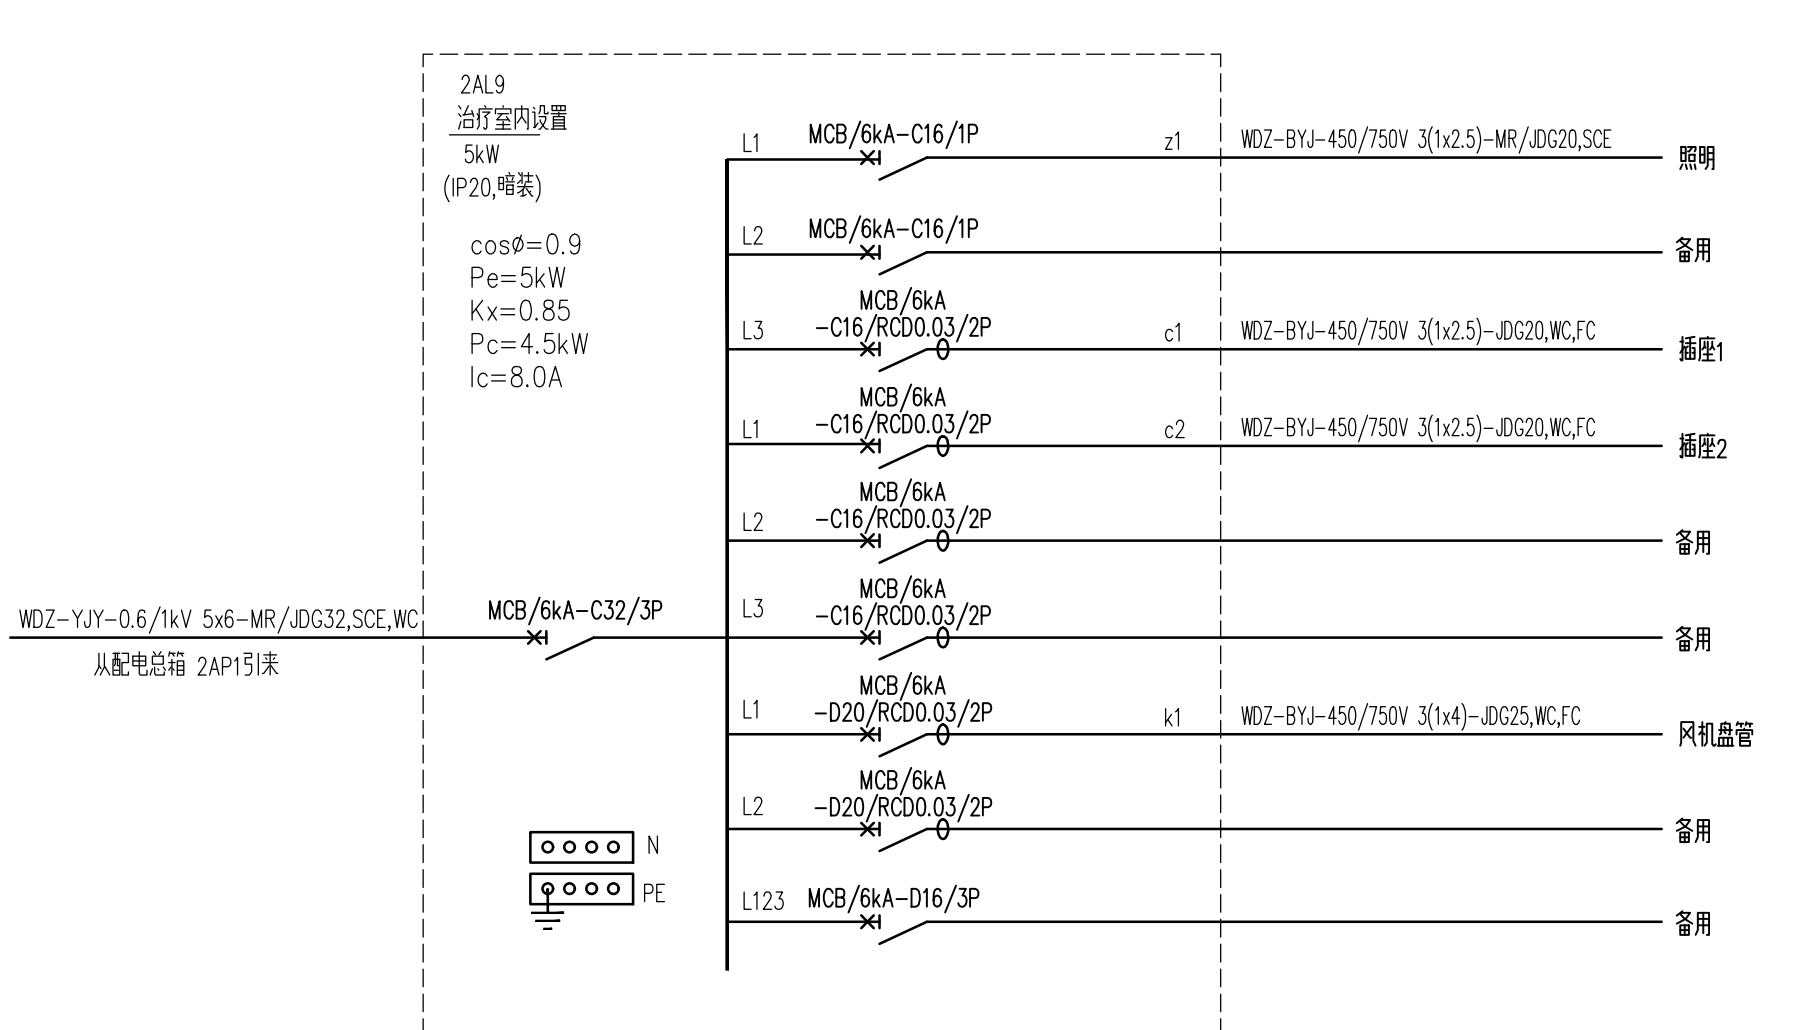 2AL9
治疗室内设置
5kW
(IP20,暗装)
cosø=0.9
Pe=5kW
Kx=0.85
Pc=4.5kW
Ic=8.0A
L1 MCB/6kA-C16/1P z1 WDZ-BYJ-450/750V 3(1x2.5)-MR/JDG20,SCE 照明
L2 MCB/6kA-C16/1P 备用
MCB/6kA
L3 -C16/RCD0.03/2P c1 WDZ-BYJ-450/750V 3(1x2.5)-JDG20,WC,FC 插座1
MCB/6kA
L1 -C16/RCD0.03/2P c2 WDZ-BYJ-450/750V 3(1x2.5)-JDG20,WC,FC 插座2
MCB/6kA
L2 -C16/RCD0.03/2P 备用
WDZ-YJY-0.6/1kV 5x6-MR/JDG32,SCE,WC MCB/6kA-C32/3P
从配电总箱 2AP1引来
MCB/6kA
L3 -C16/RCD0.03/2P 备用
MCB/6kA
L1 -D20/RCD0.03/2P k1 WDZ-BYJ-450/750V 3(1x4)-JDG25,WC,FC 风机盘管
MCB/6kA
L2 -D20/RCD0.03/2P 备用
N
PE
L123 MCB/6kA-D16/3P 备用